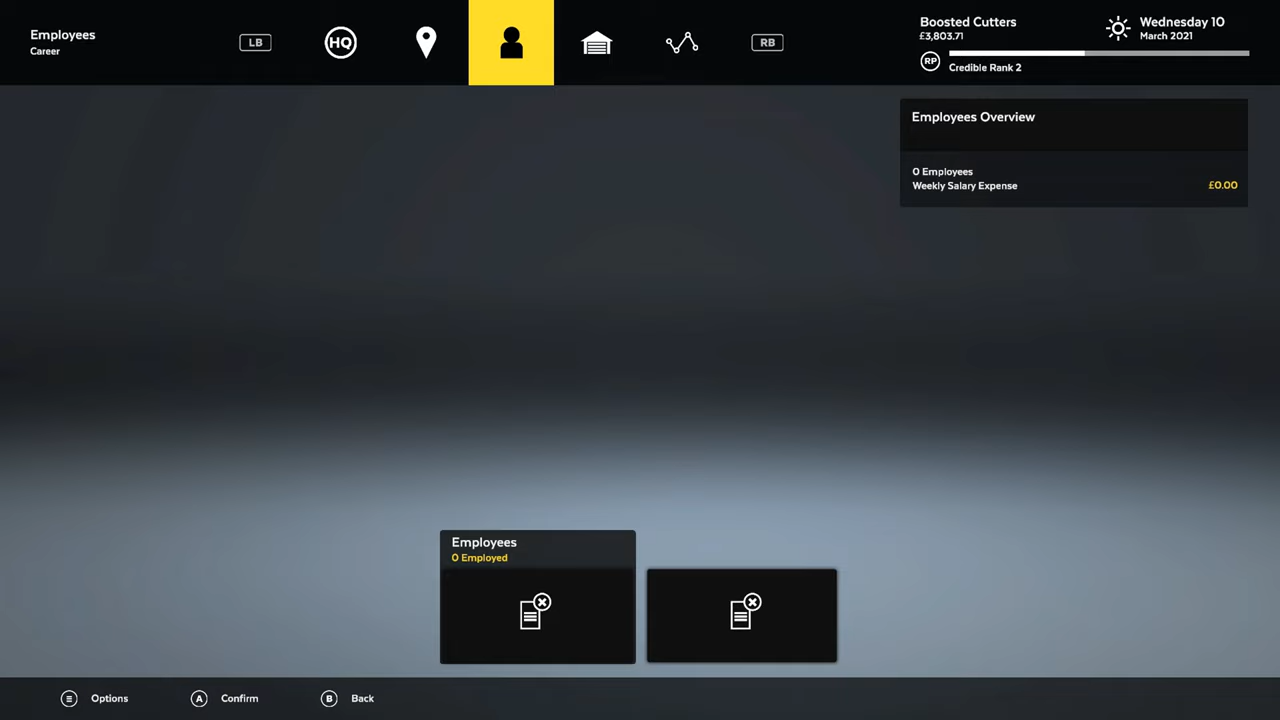 Employees
Career
LB
HQ
RB
Boosted Cutters
£3,803.71
Wednesday 10
March 2021
RP
Credible Rank 2
Employees Overview
0 Employees
Weekly Salary Expense
£0.00
Employees
0 Employed
Options
A
Confirm
B
Back